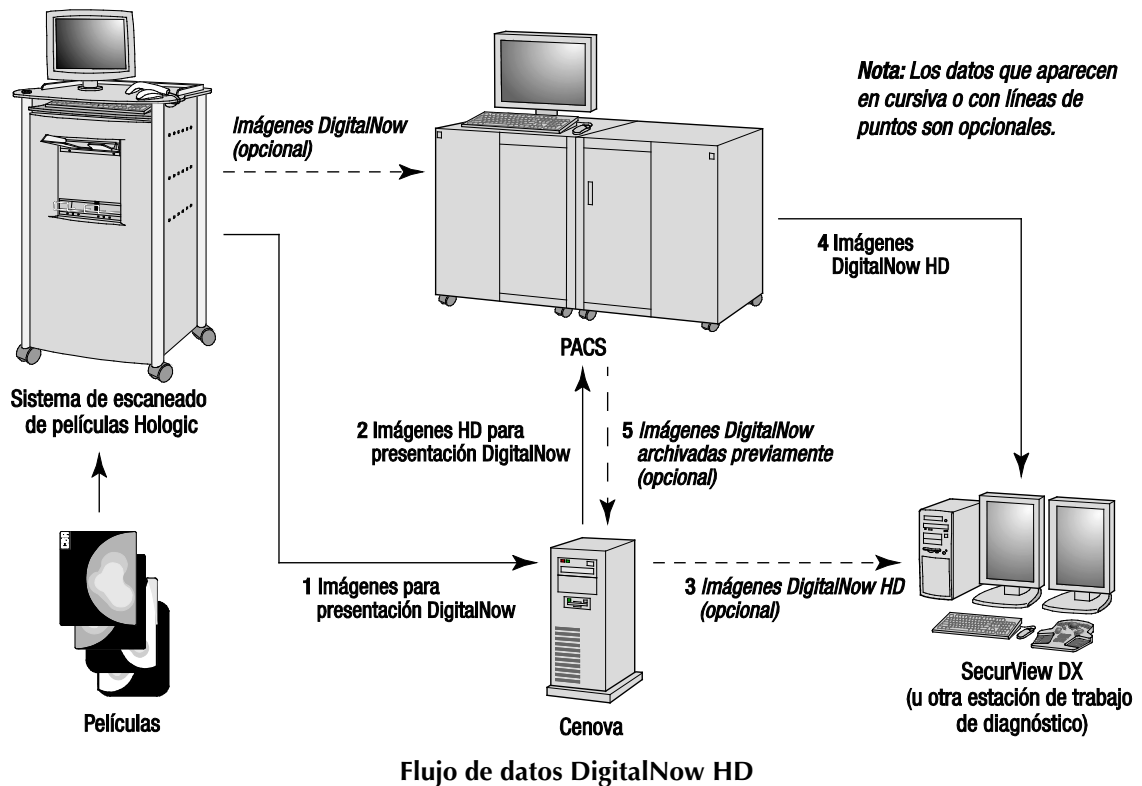 Nota: Los datos que aparecen
en cursiva o con líneas de
puntos son opcionales.
Imágenes DigitalNow
(opcional)
4 Imágenes
DigitalNow HD
PACS
Sistema de escaneado
de películas Hologic
2 Imágenes HD para
presentación DigitalNow
5 Imágenes DigitalNow
archivadas previamente
(opcional)
1 Imágenes para
presentación DigitalNow
3 Imágenes DigitalNow HD
(opcional)
Películas
Cenova
SecurView DX
(u otra estación de trabajo
de diagnóstico)
Flujo de datos DigitalNow HD